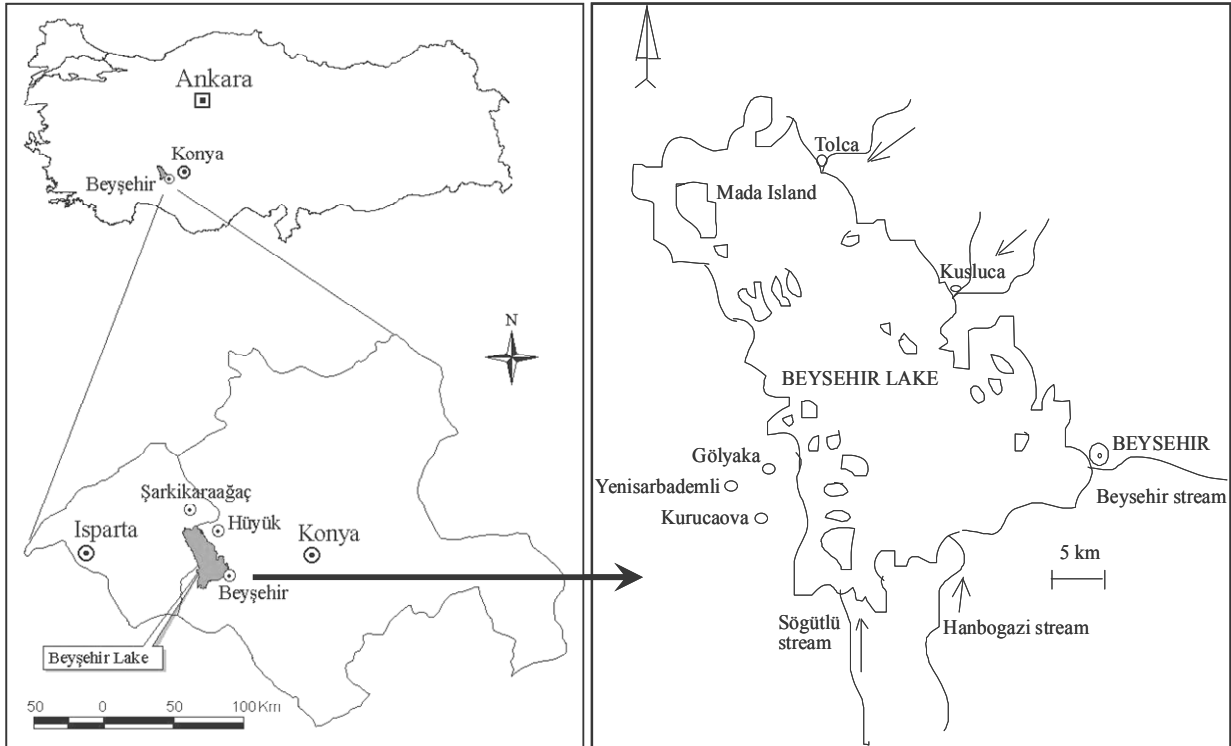 Ankara
Konya
Beyşehir
N
Şarkikaraağaç
Hüyük
Isparta
Konya
Beyşehir
Beyşehir Lake
50 0 50 100 Km
Tolca
Mada Island
Kusluca
BEYSEHIR LAKE
BEYSEHIR
Gölyaka
Beysehir stream
Yenisarbademli
Kurucaova
5 km
Sögütlü
stream
Hanbogazi stream